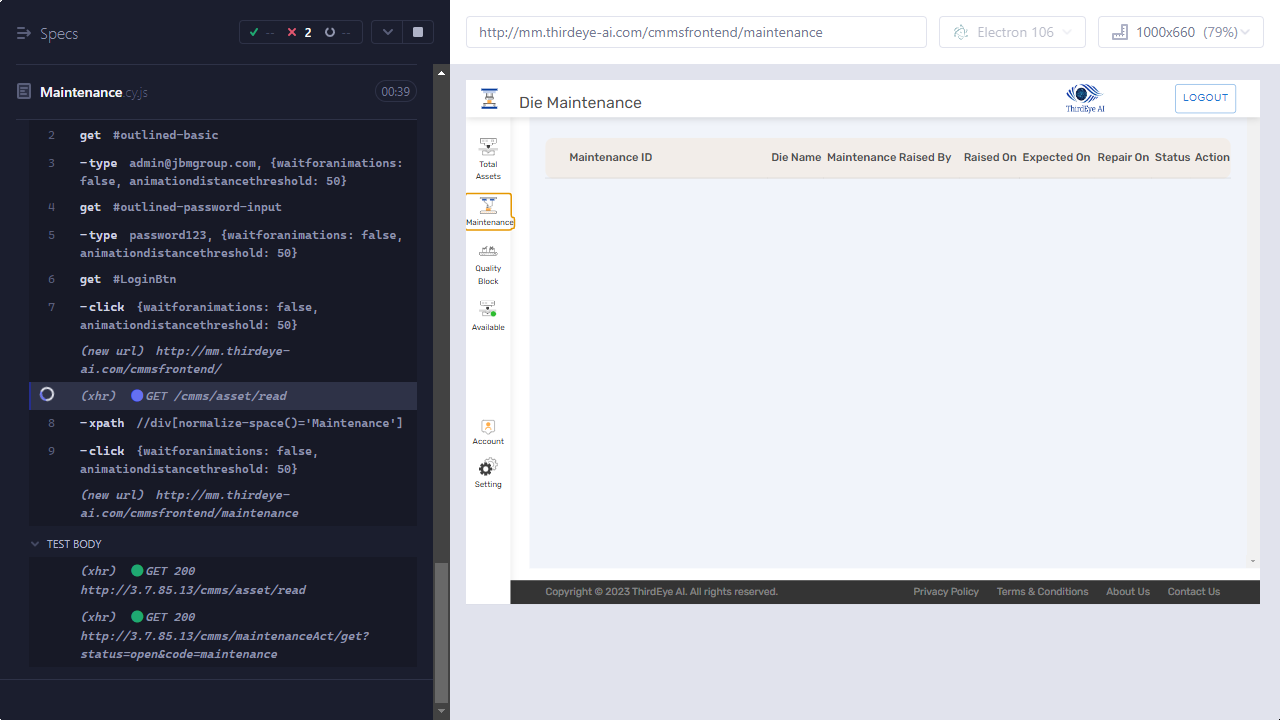 Specs
--
2
--
http://mm.thirdeye-ai.com/cmmsfrontend/maintenance
Electron 106
1000x660 (79%)
Maintenance.cy.js
00:39
2 get #outlined-basic
3 -type admin@jbmgroup.com, {waitforanimations:
false, animationdistancethreshold: 50}
4 get #outlined-password-input
5 -type password123, {waitforanimations: false,
animationdistancethreshold: 50}
6 get #LoginBtn
7 -click {waitforanimations: false,
animationdistancethreshold: 50}
(new url) http://mm.thirdeye-
ai.com/cmmsfrontend/
(xhr) GET /cmms/asset/read
8 -xpath //div[normalize-space()='Maintenance']
9 -click {waitforanimations: false,
animationdistancethreshold: 50}
(new url) http://mm.thirdeye-
ai.com/cmmsfrontend/maintenance
TEST BODY
(xhr) GET 200
http://3.7.85.13/cmms/asset/read
(xhr) GET 200
http://3.7.85.13/cmms/maintenanceAct/get?
status=open&code=maintenance
Die Maintenance
ThirdEye AI
LOGOUT
Total
Assets
Maintenance
Quality
Block
Available
Account
Setting
Maintenance ID Die Name Maintenance Raised By Raised On Expected On Repair On Status Action
Copyright © 2023 ThirdEye AI. All rights reserved. Privacy Policy Terms & Conditions About Us Contact Us